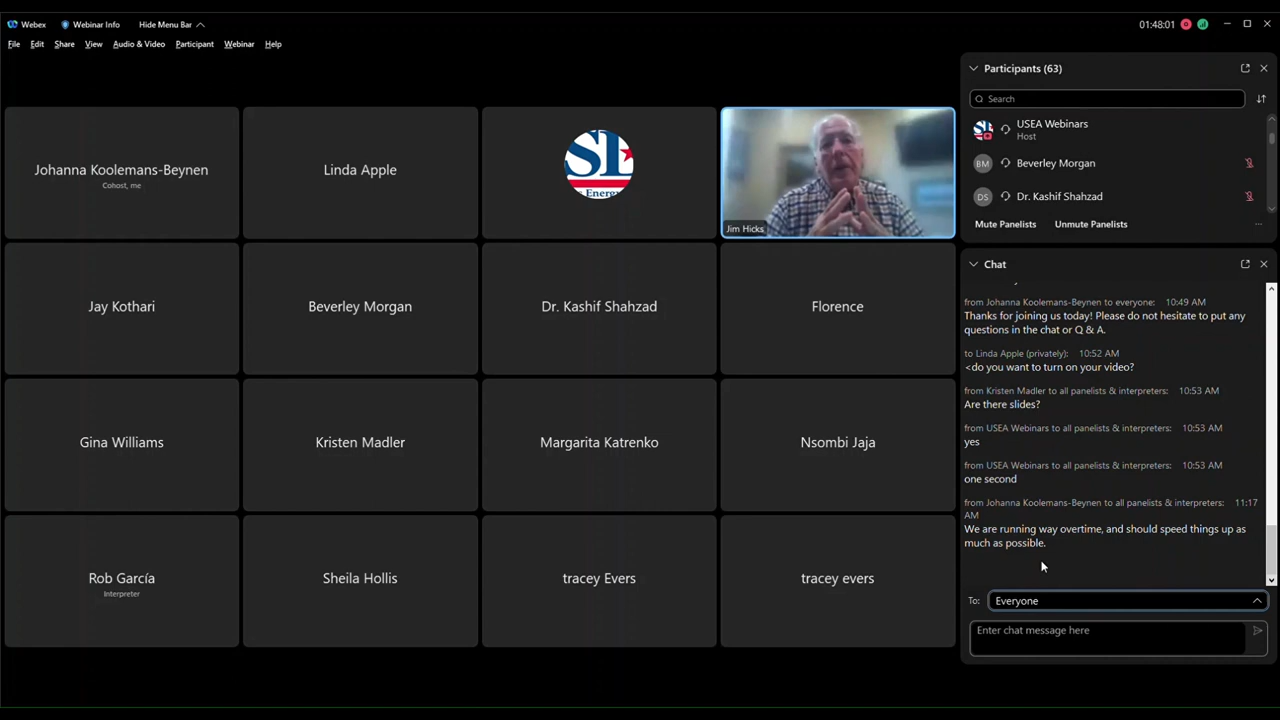 Webex
Webinar Info
Hide Menu Bar
01:48:01
File Edit Share View Audio & Video Participant Webinar Help
Johanna Koolemans-Beynen
Cohost, me
Linda Apple
s Energy
Jim Hicks
Jay Kothari
Beverley Morgan
Dr. Kashif Shahzad
Florence
Gina Williams
Kristen Madler
Margarita Katrenko
Nsombi Jaja
Rob García
Interpreter
Sheila Hollis
tracey Evers
tracey evers
Participants (63)
Search
USEA Webinars
Host
BM Beverley Morgan
DS Dr. Kashif Shahzad
Mute Panelists Unmute Panelists ...
Chat
from Johanna Koolemans-Beynen to everyone: 10:49 AM
Thanks for joining us today! Please do not hesitate to put any
questions in the chat or Q & A.
to Linda Apple (privately): 10:52 AM
<do you want to turn on your video?
from Kristen Madler to all panelists & interpreters: 10:53 AM
Are there slides?
from USEA Webinars to all panelists & interpreters: 10:53 AM
yes
from USEA Webinars to all panelists & interpreters: 10:53 AM
one second
from Johanna Koolemans-Beynen to all panelists & interpreters: 11:17
AM
We are running way overtime, and should speed things up as
much as possible.
To: Everyone
Enter chat message here